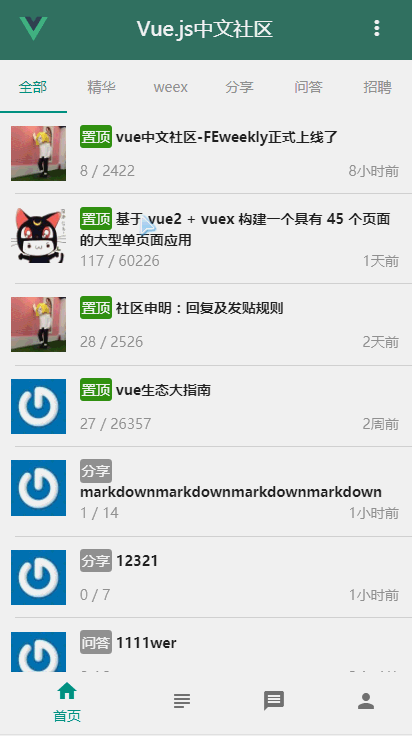 Vue.js中文社区
全部 精华 weex 分享 问答 招聘
置顶 vue中文社区-FEweekly正式上线了
8 / 2422 8小时前
置顶 基于 vue2 + vuex 构建一个具有 45 个页面
的大型单页面应用
117 / 60226 1天前
置顶 社区申明：回复及发贴规则
28 / 2526 2天前
置顶 vue生态大指南
27 / 26357 2周前
分享
markdownmarkdownmarkdownmarkdown
1 / 14 1小时前
分享 12321
0 / 7 1小时前
问答 1111wer
首页